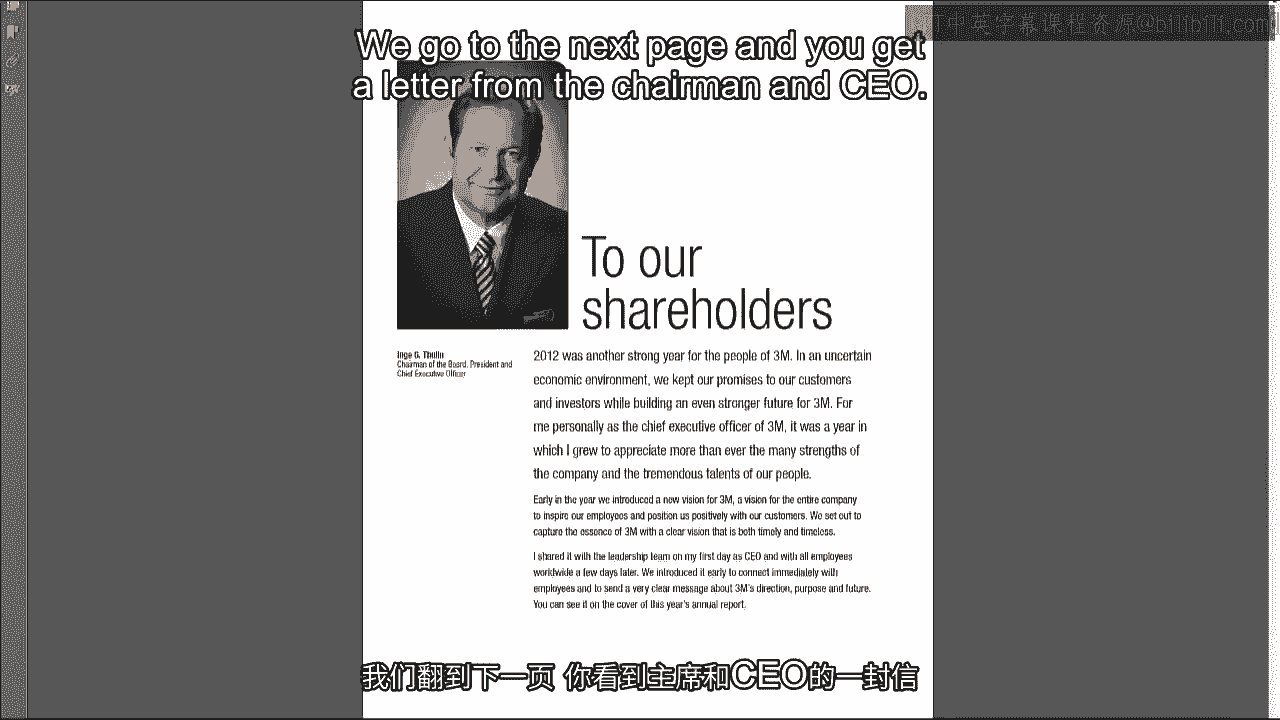 中英字幕课程资源@bilibili.com
We go to the next page and you get
a letter from the chairman and CEO.
To our
shareholders
Inge G. Thulin
Chairman of the Board, President and
Chief Executive Officer
2012 was another strong year for the people of 3M. In an uncertain
economic environment, we kept our promises to our customers
and investors while building an even stronger future for 3M. For
me personally as the chief executive officer of 3M, it was a year in
which I grew to appreciate more than ever the many strengths of
the company and the tremendous talents of our people.
Early in the year we introduced a new vision for 3M, a vision for the entire company
to inspire our employees and position us positively with our customers. We set out to
capture the essence of 3M with a clear vision that is both timely and timeless.
I shared it with the leadership team on my first day as CEO and with all employees
worldwide a few days later. We introduced it early to connect immediately with
employees and to send a very clear message about 3M's direction, purpose and future.
You can see it on the cover of this year's annual report.
我们翻到下一页 你看到主席和CEO的一封信